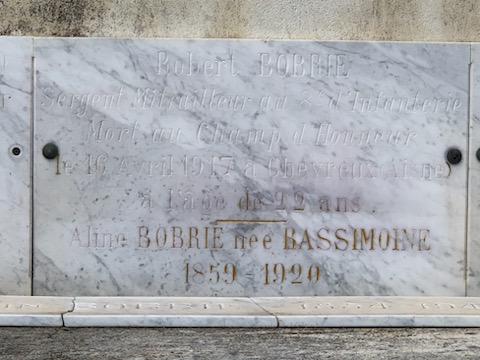 Robert BOBRIE
Sergent Mitrailleur au 8e d'Infanterie
Mort au Champ d'Honneur
le 16 Avril 1917 à Chevreux (Aisne)
à l'âge de 22 ans.
Aline BOBRIE née BASSIMOINE
1859-1920